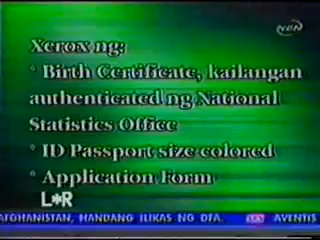 NBN
Xerox ng:
* Birth Certificate, kailangan
authenticated ng National
Statistics Office
* ID Passport size colored
* Application Form
L*R
AFGHANISTAN, HANDANG ILIKAS NG DFA. AVENTIS